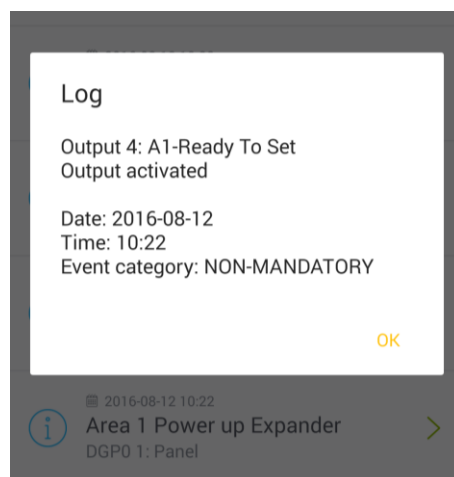 Log
Output 4: A1-Ready To Set
Output activated
Date: 2016-08-12
Time: 10:22
Event category: NON-MANDATORY
OK
2016-08-12 10:22
Area 1 Power up Expander
DGP0 1: Panel